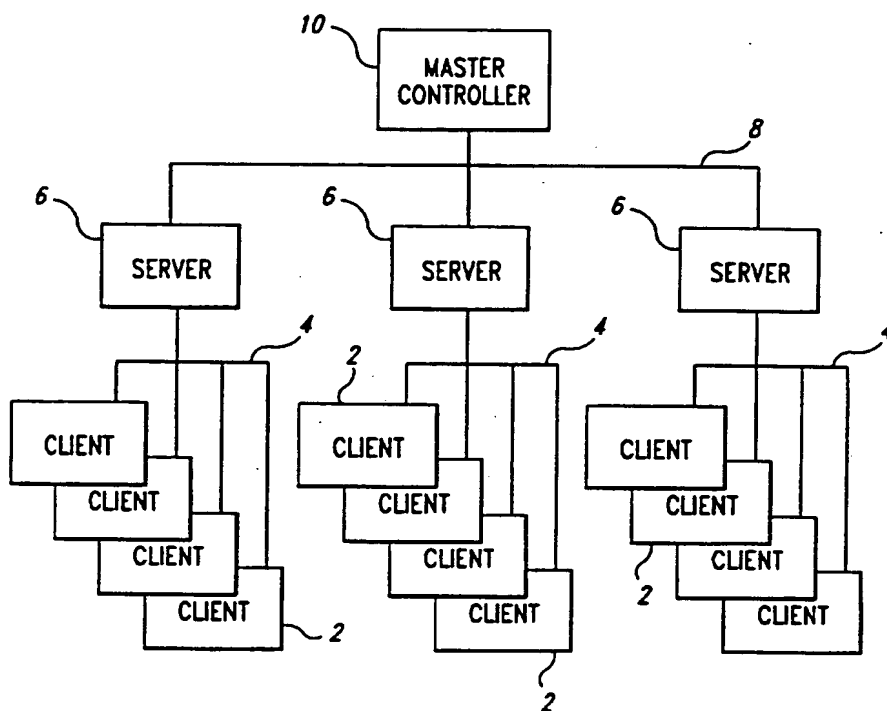 10
MASTER
CONTROLLER
8
6
6
6
SERVER
SERVER
SERVER
4
4
4
2
CLIENT
CLIENT
CLIENT
CLIENT
CLIENT
CLIENT
CLIENT
CLIENT
CLIENT
2
CLIENT
CLIENT
CLIENT
2
2